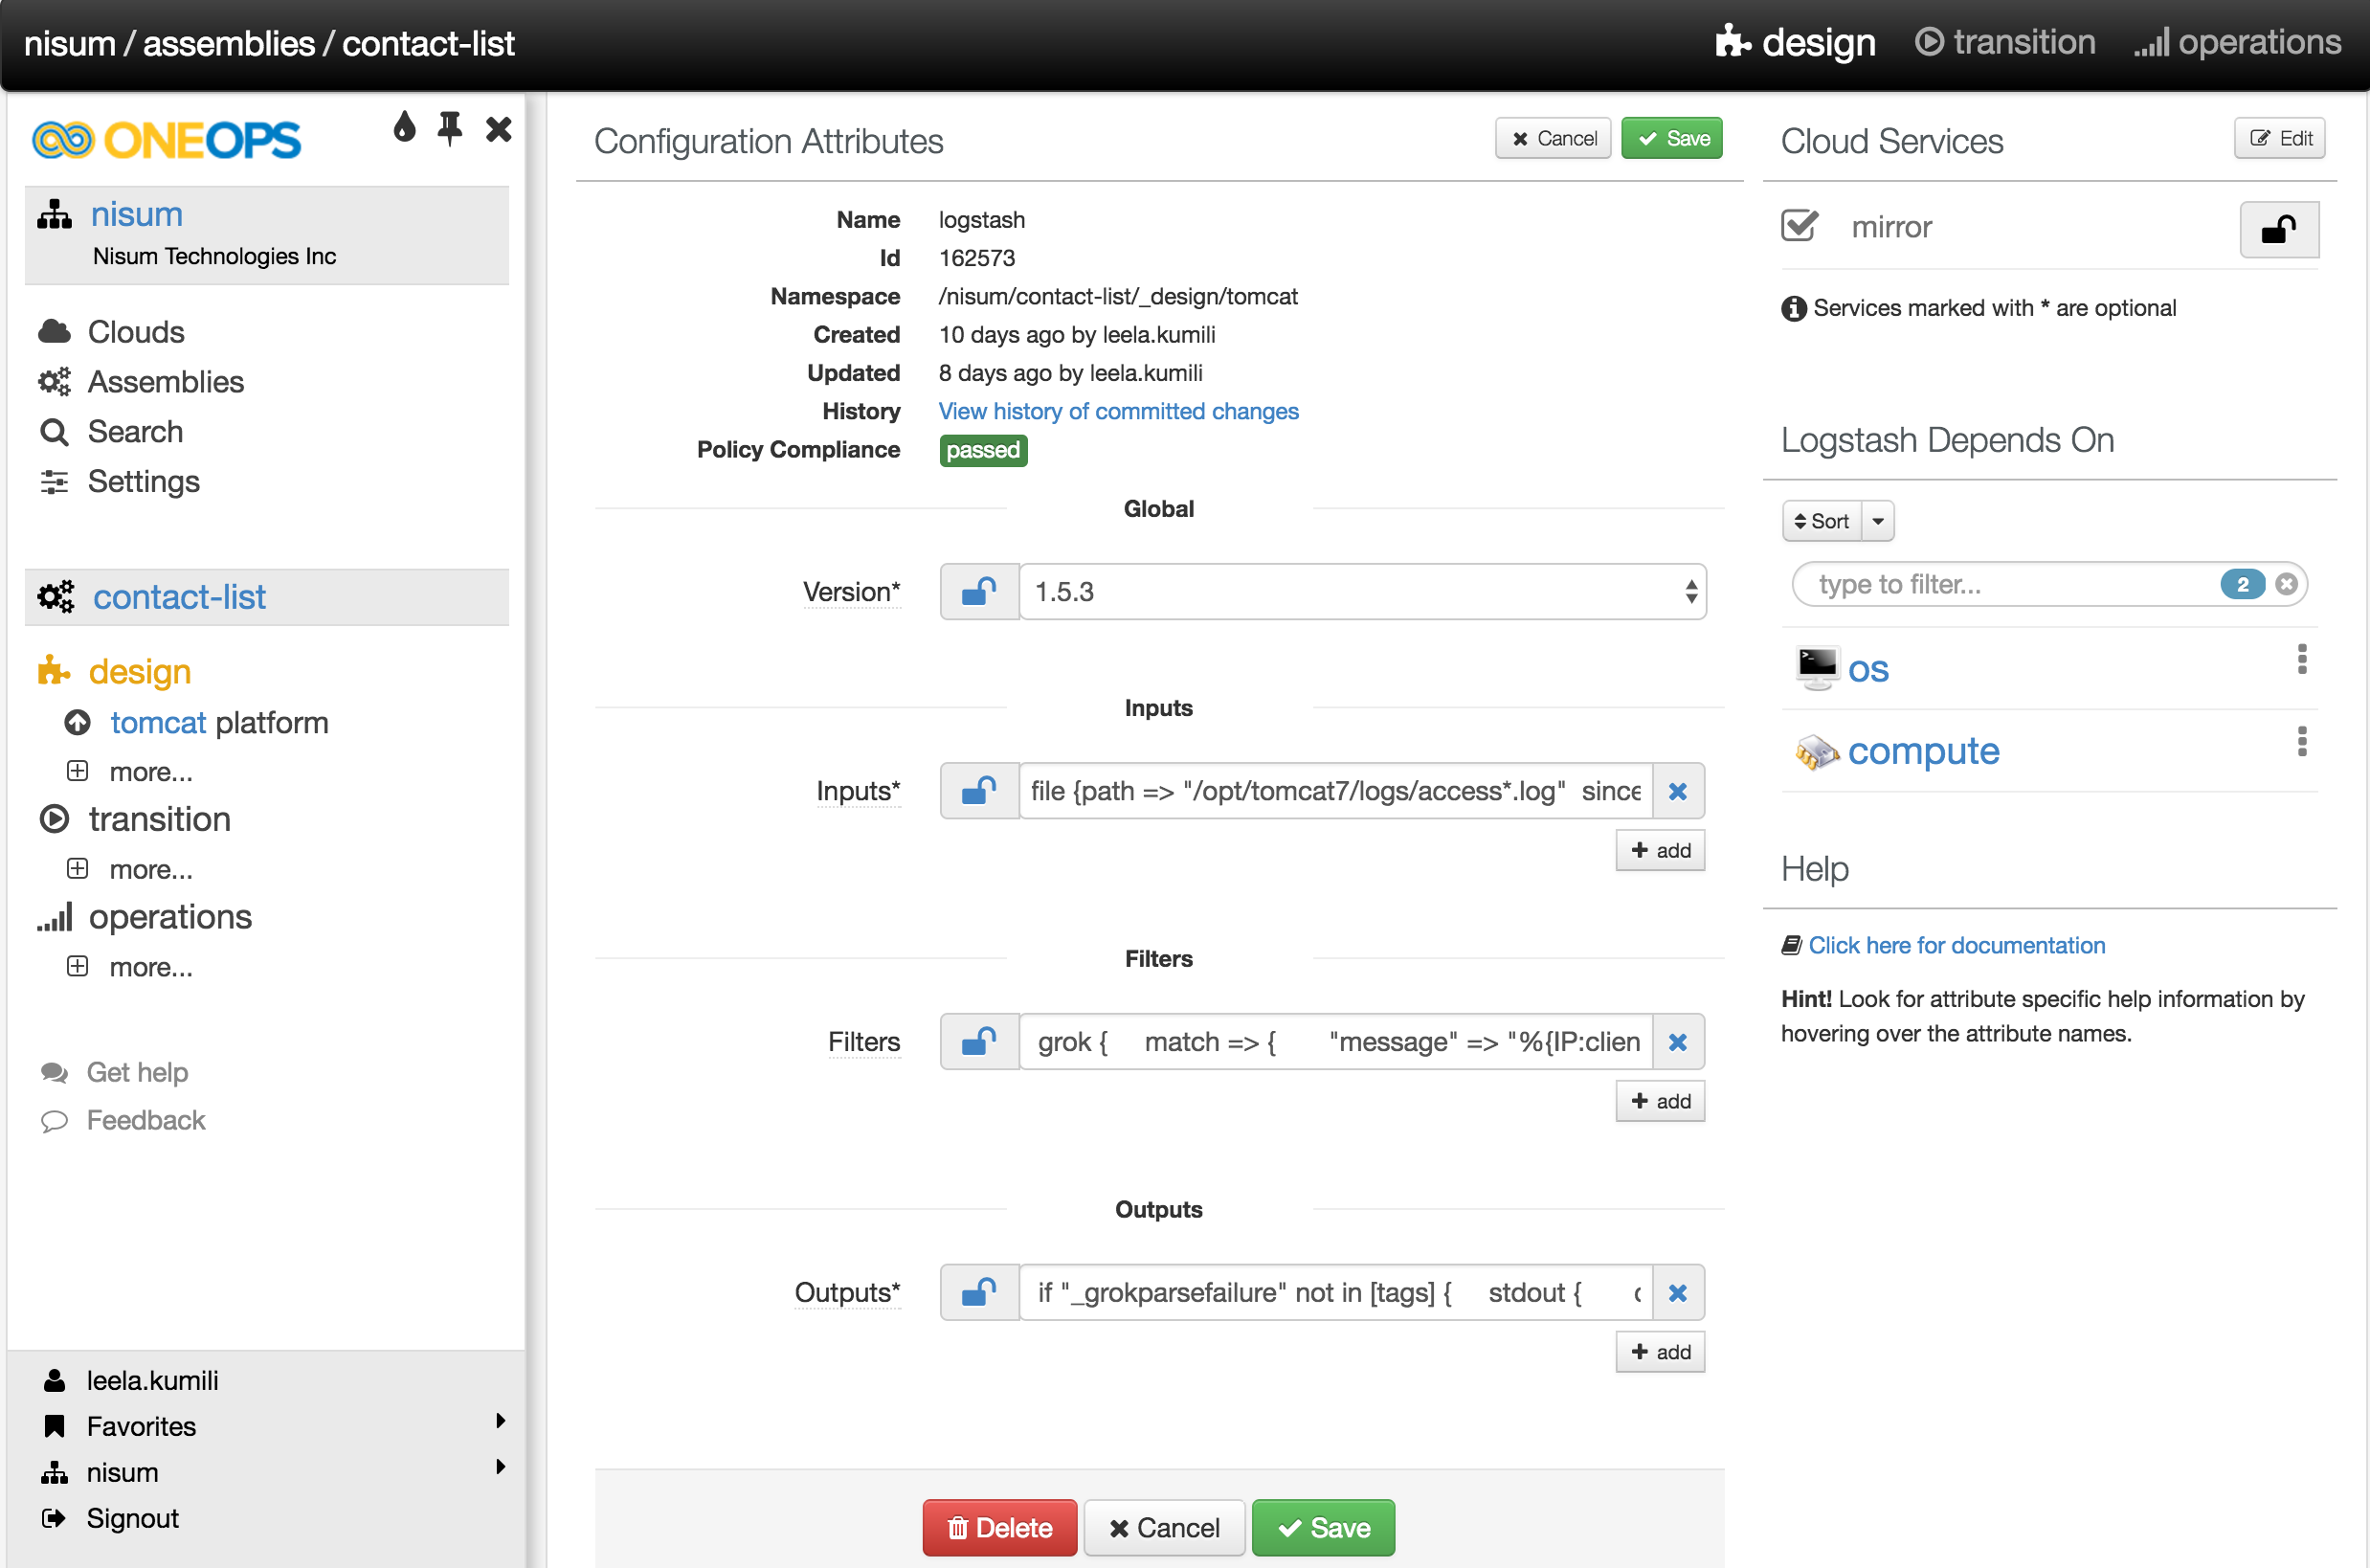 nisum / assemblies / contact-list
design transition operations
ONEOPS
nisum
Nisum Technologies Inc
Clouds
Assemblies
Search
Settings
contact-list
design
tomcat platform
more...
transition
more...
operations
more...
Get help
Feedback
leela.kumili
Favorites
nisum
Signout
Configuration Attributes
Cancel Save
Name logstash
Id 162573
Namespace /nisum/contact-list/_design/tomcat
Created 10 days ago by leela.kumili
Updated 8 days ago by leela.kumili
History View history of committed changes
Policy Compliance passed
Global
Version* 1.5.3
Inputs
Inputs* file {path => "/opt/tomcat7/logs/access*.log" since
add
Filters
Filters grok { match => { "message" => "%{IP:clien
add
Outputs
Outputs* if "_grokparsefailure" not in [tags] { stdout {
add
Delete Cancel Save
Cloud Services
Edit
mirror
Services marked with * are optional
Logstash Depends On
Sort
type to filter... 2
os
compute
Help
Click here for documentation
Hint! Look for attribute specific help information by
hovering over the attribute names.